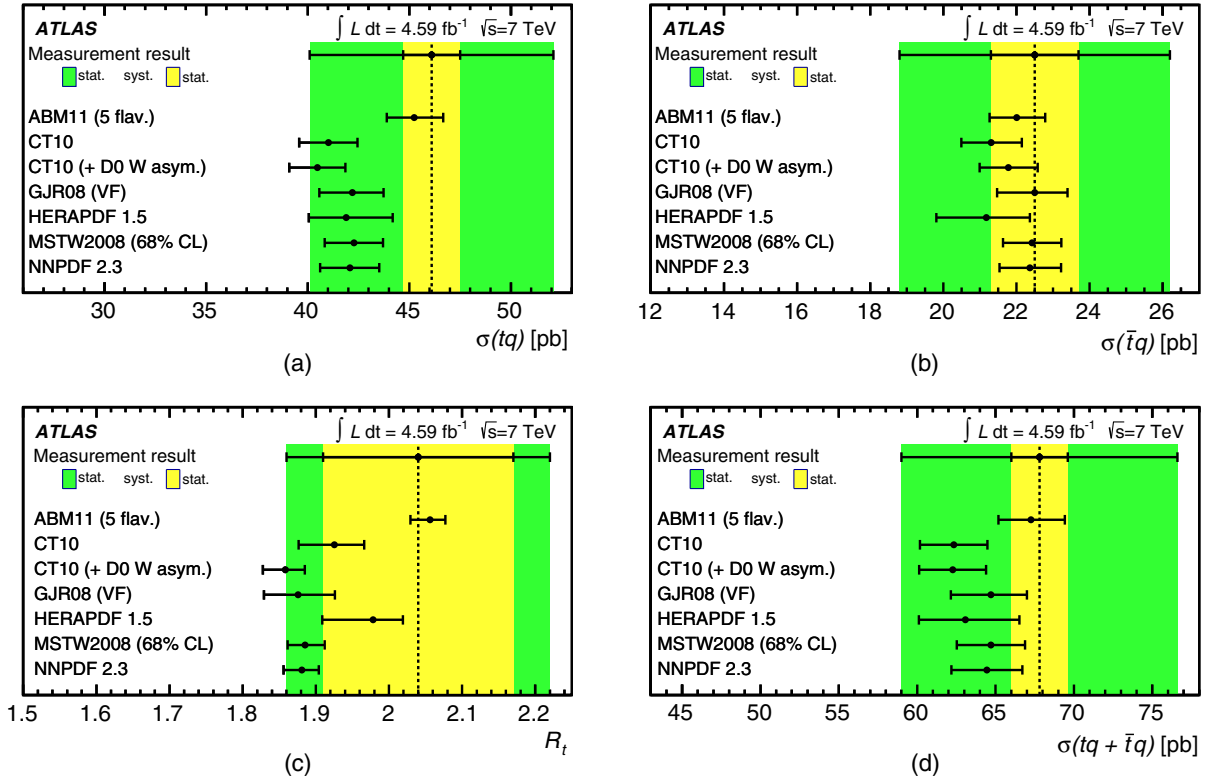 ATLAS ∫ L dt = 4.59 fb⁻¹ √s=7 TeV
Measurement result
stat. syst. stat.
ABM11 (5 flav.)
CT10
CT10 (+ D0 W asym.)
GJR08 (VF)
HERAPDF 1.5
MSTW2008 (68% CL)
NNPDF 2.3
30 35 40 45 50
σ(tq) [pb]
(a)
ATLAS ∫ L dt = 4.59 fb⁻¹ √s=7 TeV
Measurement result
stat. syst. stat.
ABM11 (5 flav.)
CT10
CT10 (+ D0 W asym.)
GJR08 (VF)
HERAPDF 1.5
MSTW2008 (68% CL)
NNPDF 2.3
12 14 16 18 20 22 24 26
σ(t̄q) [pb]
(b)
ATLAS ∫ L dt = 4.59 fb⁻¹ √s=7 TeV
Measurement result
stat. syst. stat.
ABM11 (5 flav.)
CT10
CT10 (+ D0 W asym.)
GJR08 (VF)
HERAPDF 1.5
MSTW2008 (68% CL)
NNPDF 2.3
1.5 1.6 1.7 1.8 1.9 2 2.1 2.2
Rₜ
(c)
ATLAS ∫ L dt = 4.59 fb⁻¹ √s=7 TeV
Measurement result
stat. syst. stat.
ABM11 (5 flav.)
CT10
CT10 (+ D0 W asym.)
GJR08 (VF)
HERAPDF 1.5
MSTW2008 (68% CL)
NNPDF 2.3
45 50 55 60 65 70 75
σ(tq + t̄q) [pb]
(d)